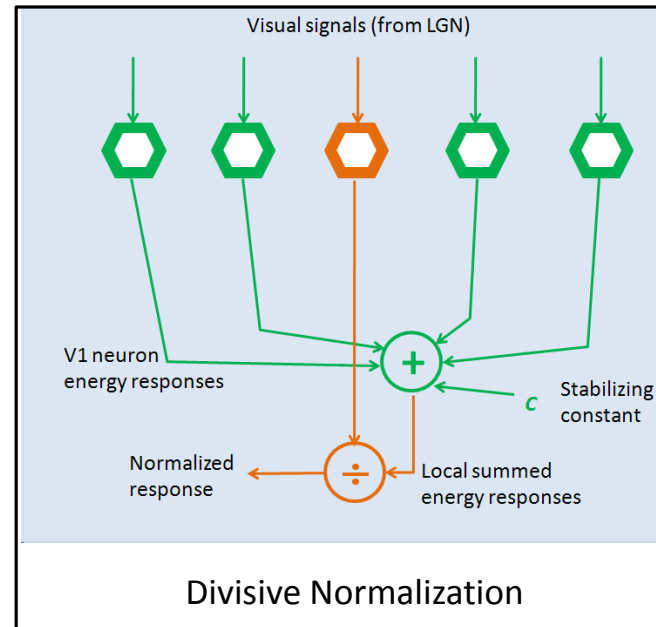 Visual signals (from LGN)
V1 neuron
energy responses
+
c
Stabilizing
constant
Normalized
response
÷
Local summed
energy responses
Divisive Normalization